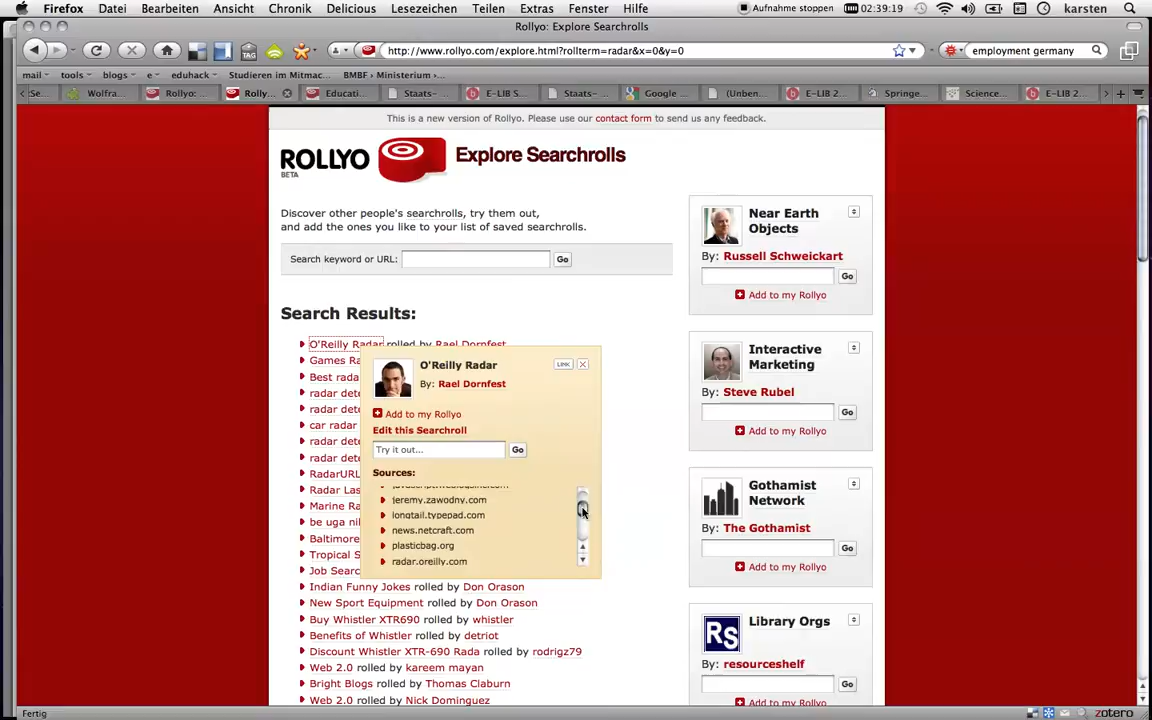 Firefox Datei Bearbeiten Ansicht Chronik Delicious Lesezeichen Teilen Extras Fenster Hilfe Aufnahme stoppen 02:39:19 karsten
Rollyo: Explore Searchrolls
http://www.rollyo.com/explore.html?rollterm=radar&x=0&y=0
employment germany
mail tools blogs e eduhack Studieren im Mitmac... BMBF › Ministerium ›...
Se... Wolfra... Rollyo: ... Rolly... Educati... Staats-... E-LIB S... Staats-... Google ... (Unben... E-LIB 2... Springe... Science... E-LIB 2...
This is a new version of Rollyo. Please use our contact form to send us any feedback.
ROLLYO
BETA
Explore Searchrolls
Discover other people's searchrolls, try them out,
and add the ones you like to your list of saved searchrolls.
Search keyword or URL: Go
Search Results:
O'Reilly Radar rolled by Rael Dornfest
Games Ra
Best rada
radar dete
radar dete
car radar
radar dete
radar dete
RadarURL
Radar Las
Marine Ra
be uga nil
Baltimore
Tropical S
Job Searc
Indian Funny Jokes rolled by Don Orason
New Sport Equipment rolled by Don Orason
Buy Whistler XTR690 rolled by whistler
Benefits of Whistler rolled by detriot
Discount Whistler XTR-690 Rada rolled by rodrigz79
Web 2.0 rolled by kareem mayan
Bright Blogs rolled by Thomas Claburn
Web 2.0 rolled by Nick Dominguez
O'Reilly Radar
LINK
By: Rael Dornfest
Add to my Rollyo
Edit this Searchroll
Try it out... Go
Sources:
jeremy.zawodny.com
longtail.typepad.com
news.netcraft.com
plasticbag.org
radar.oreilly.com
Near Earth
Objects
By: Russell Schweickart
Go
Add to my Rollyo
Interactive
Marketing
By: Steve Rubel
Go
Add to my Rollyo
Gothamist
Network
By: The Gothamist
Go
Add to my Rollyo
RS
Library Orgs
By: resourceshelf
Go
Add to my Rollyo
Fertig
zotero